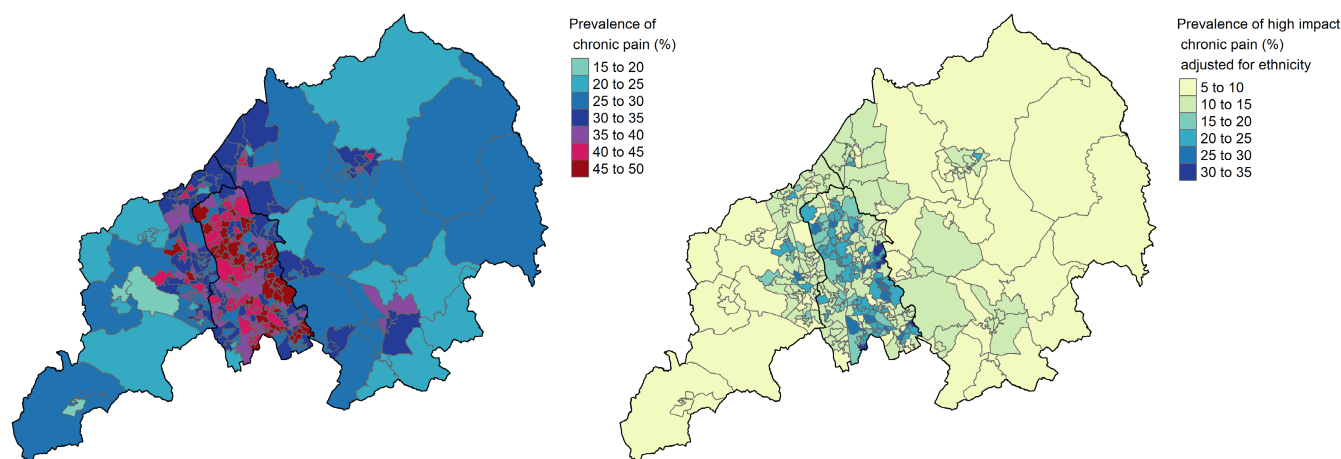 Prevalence of
chronic pain (%)
15 to 20
20 to 25
25 to 30
30 to 35
35 to 40
40 to 45
45 to 50
Prevalence of high impact
chronic pain (%)
adjusted for ethnicity
5 to 10
10 to 15
15 to 20
20 to 25
25 to 30
30 to 35